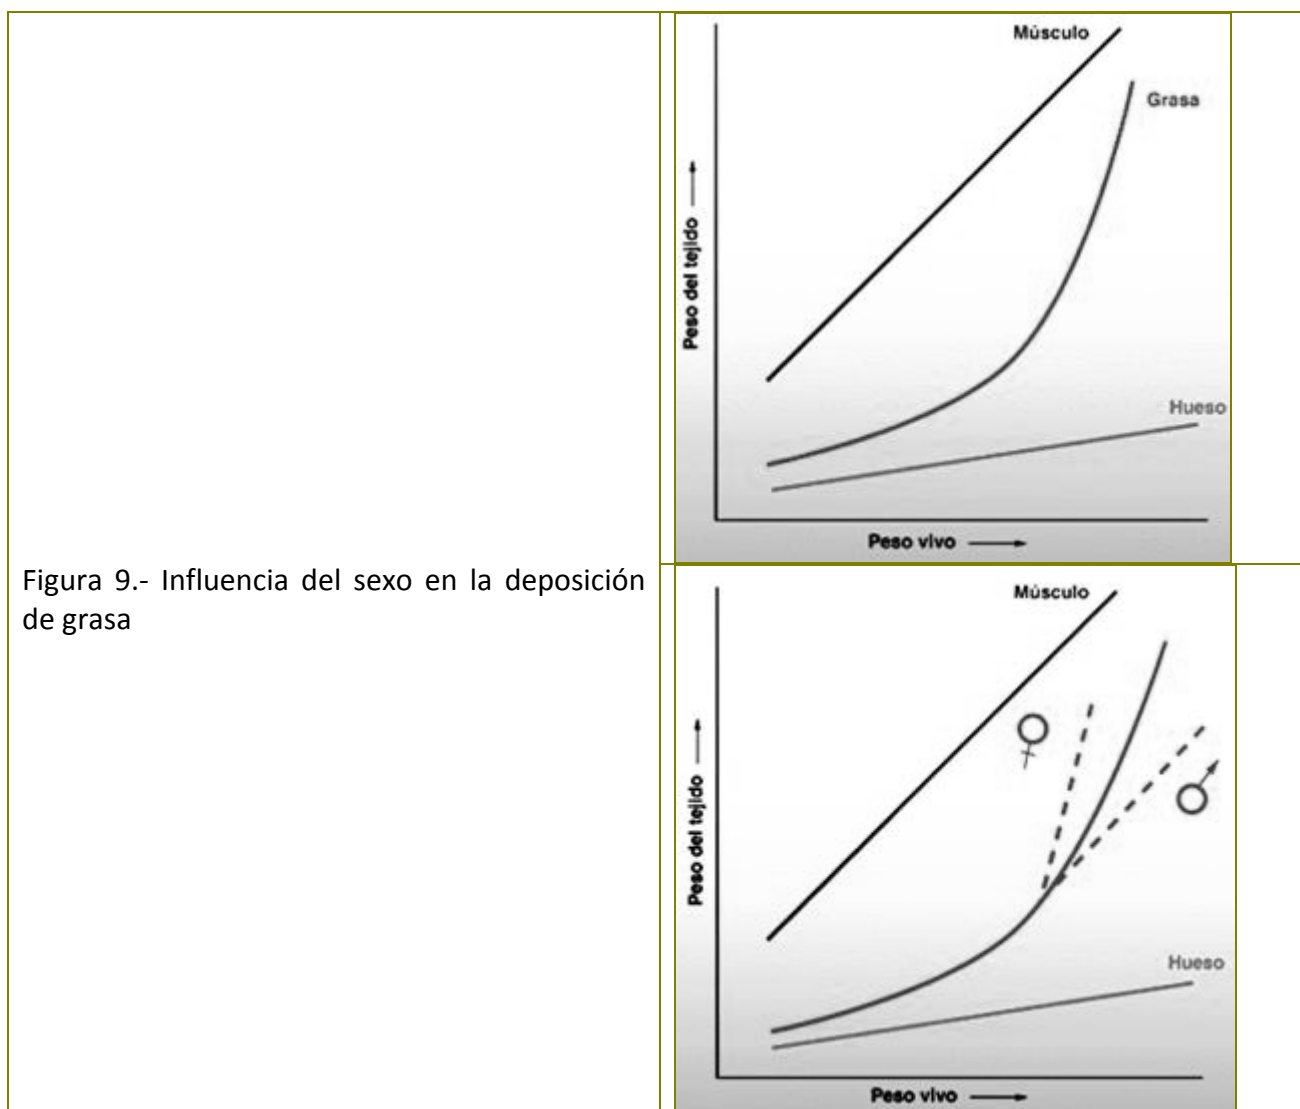 Músculo
Grasa
Peso del tejido
Hueso
Peso vivo
Figura 9.- Influencia del sexo en la deposición
de grasa
Músculo
Peso del tejido
Hueso
Peso vivo